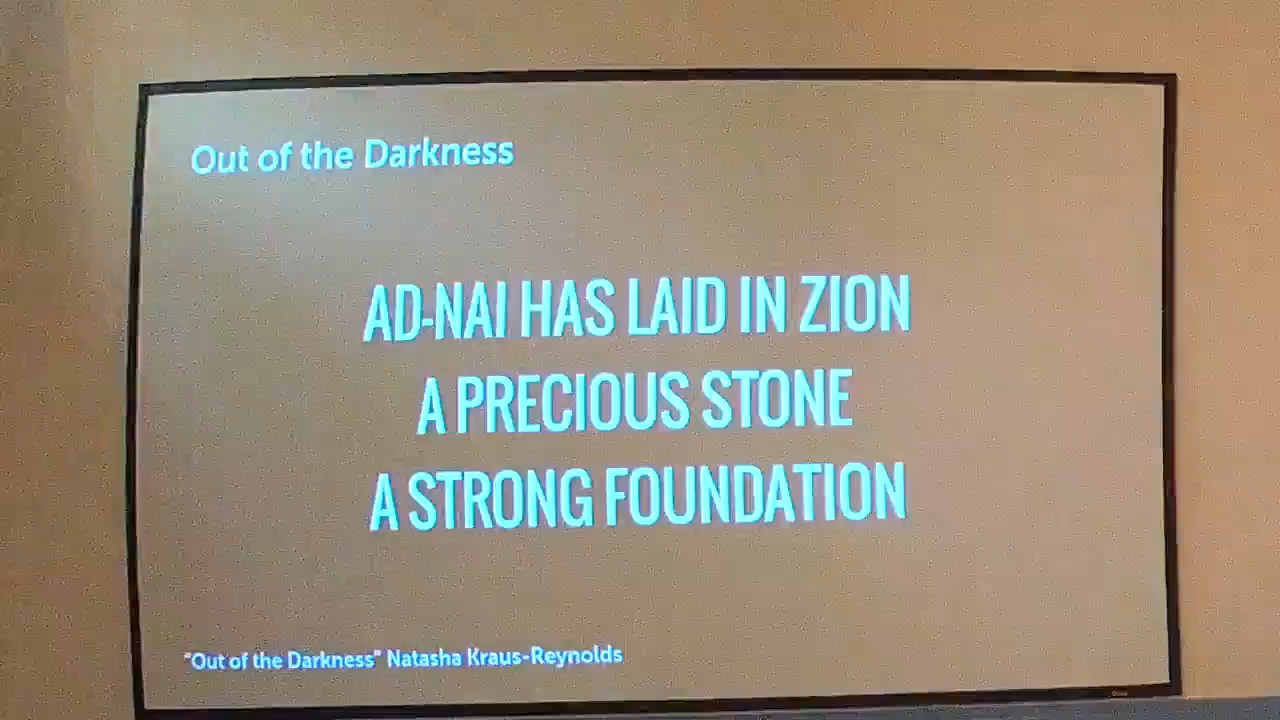 Out of the Darkness
AD-NAI HAS LAID IN ZION
A PRECIOUS STONE
A STRONG FOUNDATION
"Out of the Darkness" Natasha Kraus-Reynolds